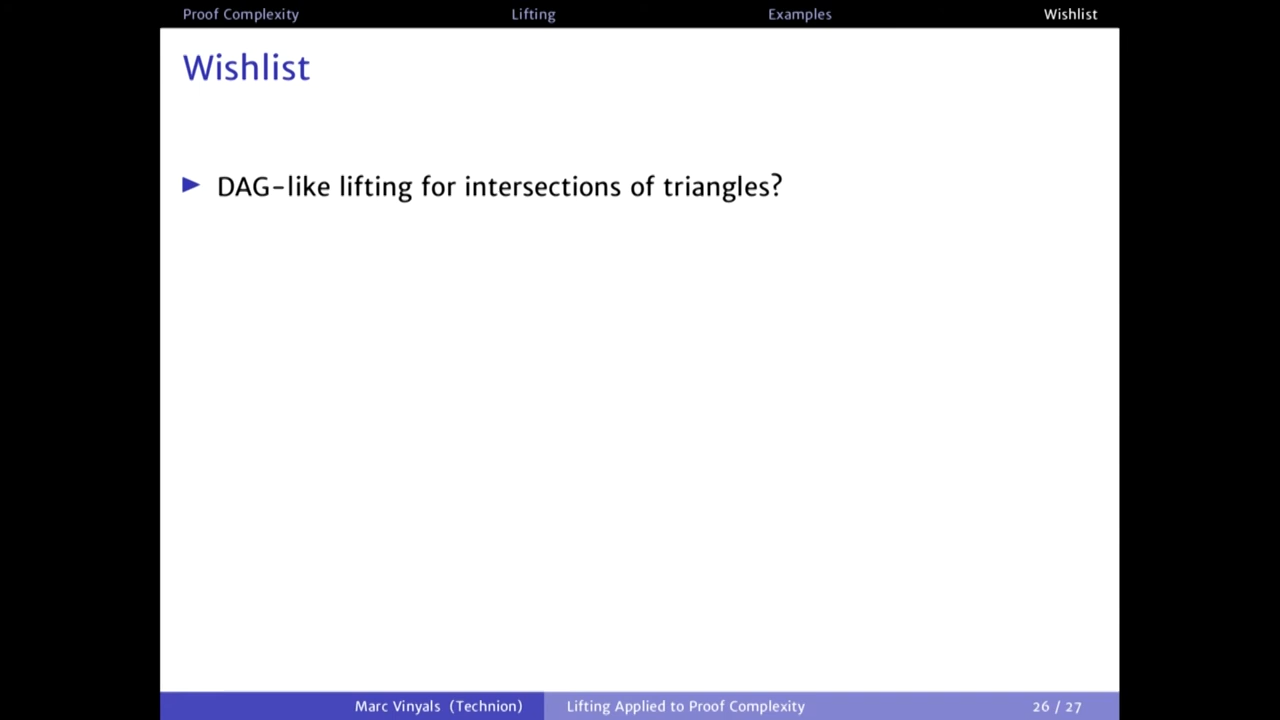 Proof Complexity Lifting Examples Wishlist
Wishlist
DAG-like lifting for intersections of triangles?
Marc Vinyals (Technion) Lifting Applied to Proof Complexity 26 / 27